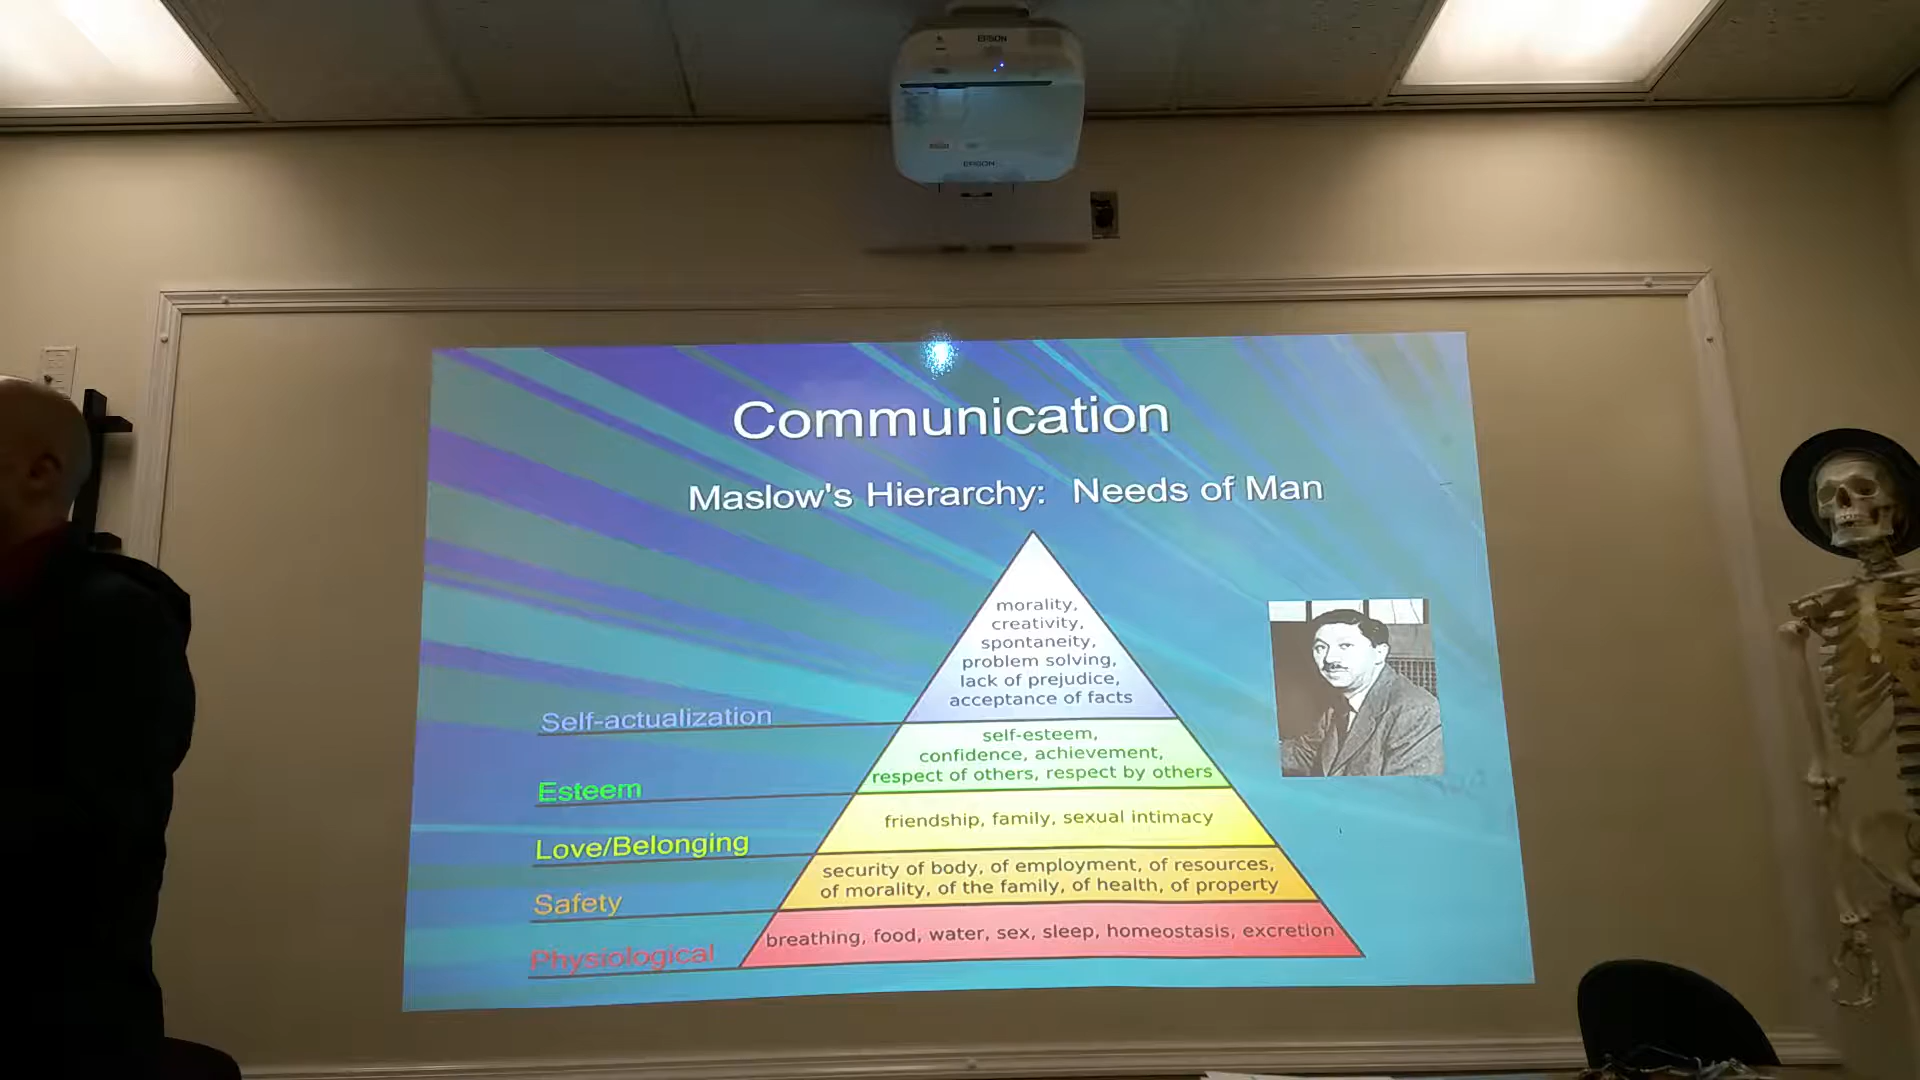 EPSON
EPSON
Communication
Maslow's Hierarchy: Needs of Man
morality,
creativity,
spontaneity,
problem solving,
lack of prejudice,
acceptance of facts
Self-actualization
self-esteem,
confidence, achievement,
respect of others, respect by others
Esteem
friendship, family, sexual intimacy
Love/Belonging
security of body, of employment, of resources,
of morality, of the family, of health, of property
Safety
breathing, food, water, sex, sleep, homeostasis, excretion
Physiological